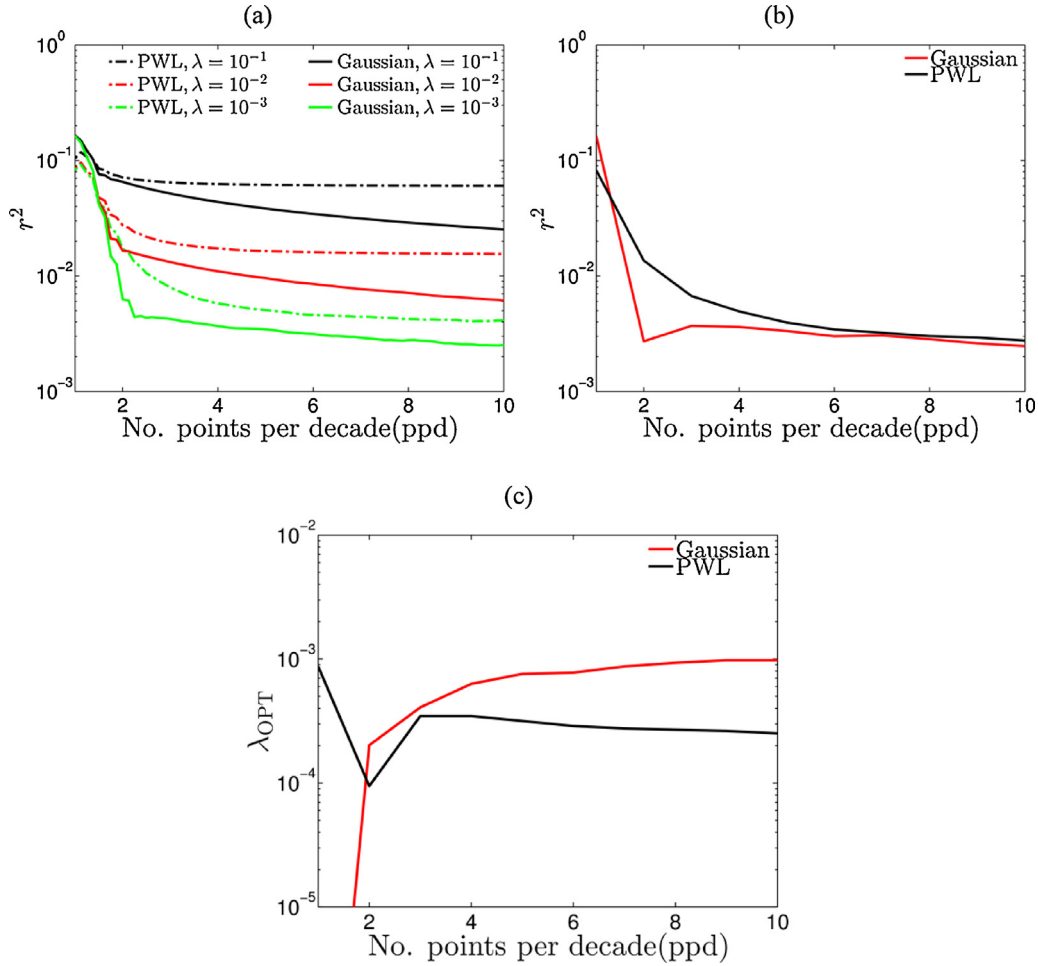 (a)
(b)
10^0
PWL, λ = 10^-1
Gaussian, λ = 10^-1
PWL, λ = 10^-2
Gaussian, λ = 10^-2
PWL, λ = 10^-3
Gaussian, λ = 10^-3
10^-1
r^2
10^-2
10^-3
2 4 6 8 10
No. points per decade(ppd)
10^0
Gaussian
PWL
10^-1
r^2
10^-2
10^-3
2 4 6 8 10
No. points per decade(ppd)
(c)
10^-2
Gaussian
PWL
10^-3
λ_OPT
10^-4
10^-5
2 4 6 8 10
No. points per decade(ppd)